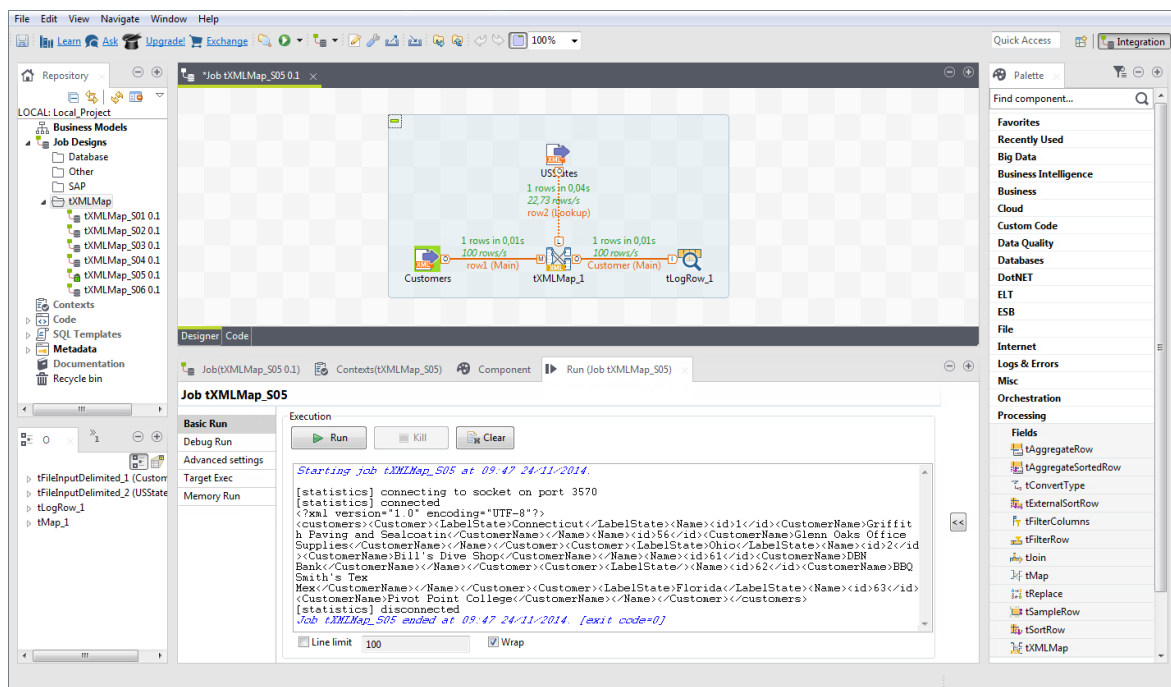 File Edit View Navigate Window Help
Learn Ask Upgrade! Exchange 100% Quick Access Integration
Repository
LOCAL: Local_Project
Business Models
Job Designs
Database
Other
SAP
tXMLMap
tXMLMap_S01 0.1
tXMLMap_S02 0.1
tXMLMap_S03 0.1
tXMLMap_S04 0.1
tXMLMap_S05 0.1
tXMLMap_S06 0.1
Contexts
Code
SQL Templates
Metadata
Documentation
Recycle bin
O
1
tFileInputDelimited_1 (Custom
tFileInputDelimited_2 (USState
tLogRow_1
tMap_1
*Job tXMLMap_S05 0.1
XML
USStates
O
1 rows in 0,04s
22,73 rows/s
row2 (Lookup)
L
1 rows in 0,01s
100 rows/s
row1 (Main)
1 rows in 0,01s
100 rows/s
Customer (Main)
XML O M XML O I
Customers tXMLMap_1 tLogRow_1
Designer Code
Job(tXMLMap_S05 0.1) Contexts(tXMLMap_S05) Component Run (Job tXMLMap_S05)
Job tXMLMap_S05
Basic Run
Debug Run
Advanced settings
Target Exec
Memory Run
Execution
Run Kill Clear
Starting job tXMLMap_S05 at 09:47 24/11/2014.
[statistics] connecting to socket on port 3570
[statistics] connected
<?xml version="1.0" encoding="UTF-8"?>
<customers><Customer><LabelState>Connecticut</LabelState><Name><id>1</id><CustomerName>Griffit
h Paving and Sealcoatin</CustomerName></Name><Name><id>56</id><CustomerName>Glenn Oaks Office
Supplies</CustomerName></Name></Customer><Customer><LabelState>Ohio</LabelState><Name><id>2</id
><CustomerName>Bill's Dive Shop</CustomerName></Name><Name><id>61</id><CustomerName>DBN
Bank</CustomerName></Name></Customer><Customer><LabelState/><Name><id>62</id><CustomerName>BBQ
Smith's Tex
Mex</CustomerName></Name></Customer><Customer><LabelState>Florida</LabelState><Name><id>63</id>
<CustomerName>Pivot Point College</CustomerName></Name></Customer></customers>
[statistics] disconnected
Job tXMLMap_S05 ended at 09:47 24/11/2014. [exit code=0]
Line limit 100 Wrap
<<
Palette
Find component...
Favorites
Recently Used
Big Data
Business Intelligence
Business
Cloud
Custom Code
Data Quality
Databases
DotNET
ELT
ESB
File
Internet
Logs & Errors
Misc
Orchestration
Processing
Fields
tAggregateRow
tAggregateSortedRow
tConvertType
tExternalSortRow
tFilterColumns
tFilterRow
tJoin
tMap
tReplace
tSampleRow
tSortRow
tXMLMap